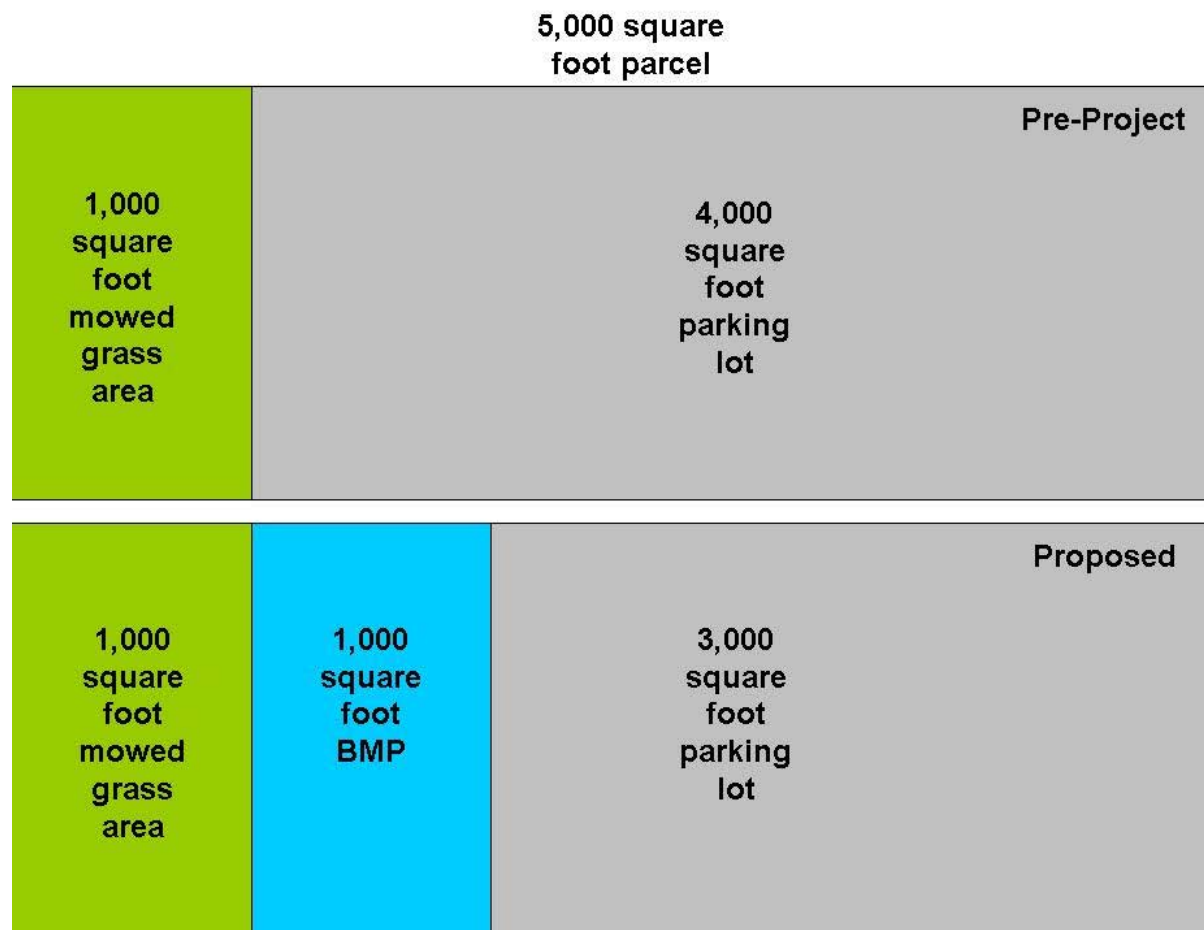 5,000 square
foot parcel
Pre-Project
1,000
square
foot
mowed
grass
area
4,000
square
foot
parking
lot
Proposed
1,000
square
foot
mowed
grass
area
1,000
square
foot
BMP
3,000
square
foot
parking
lot